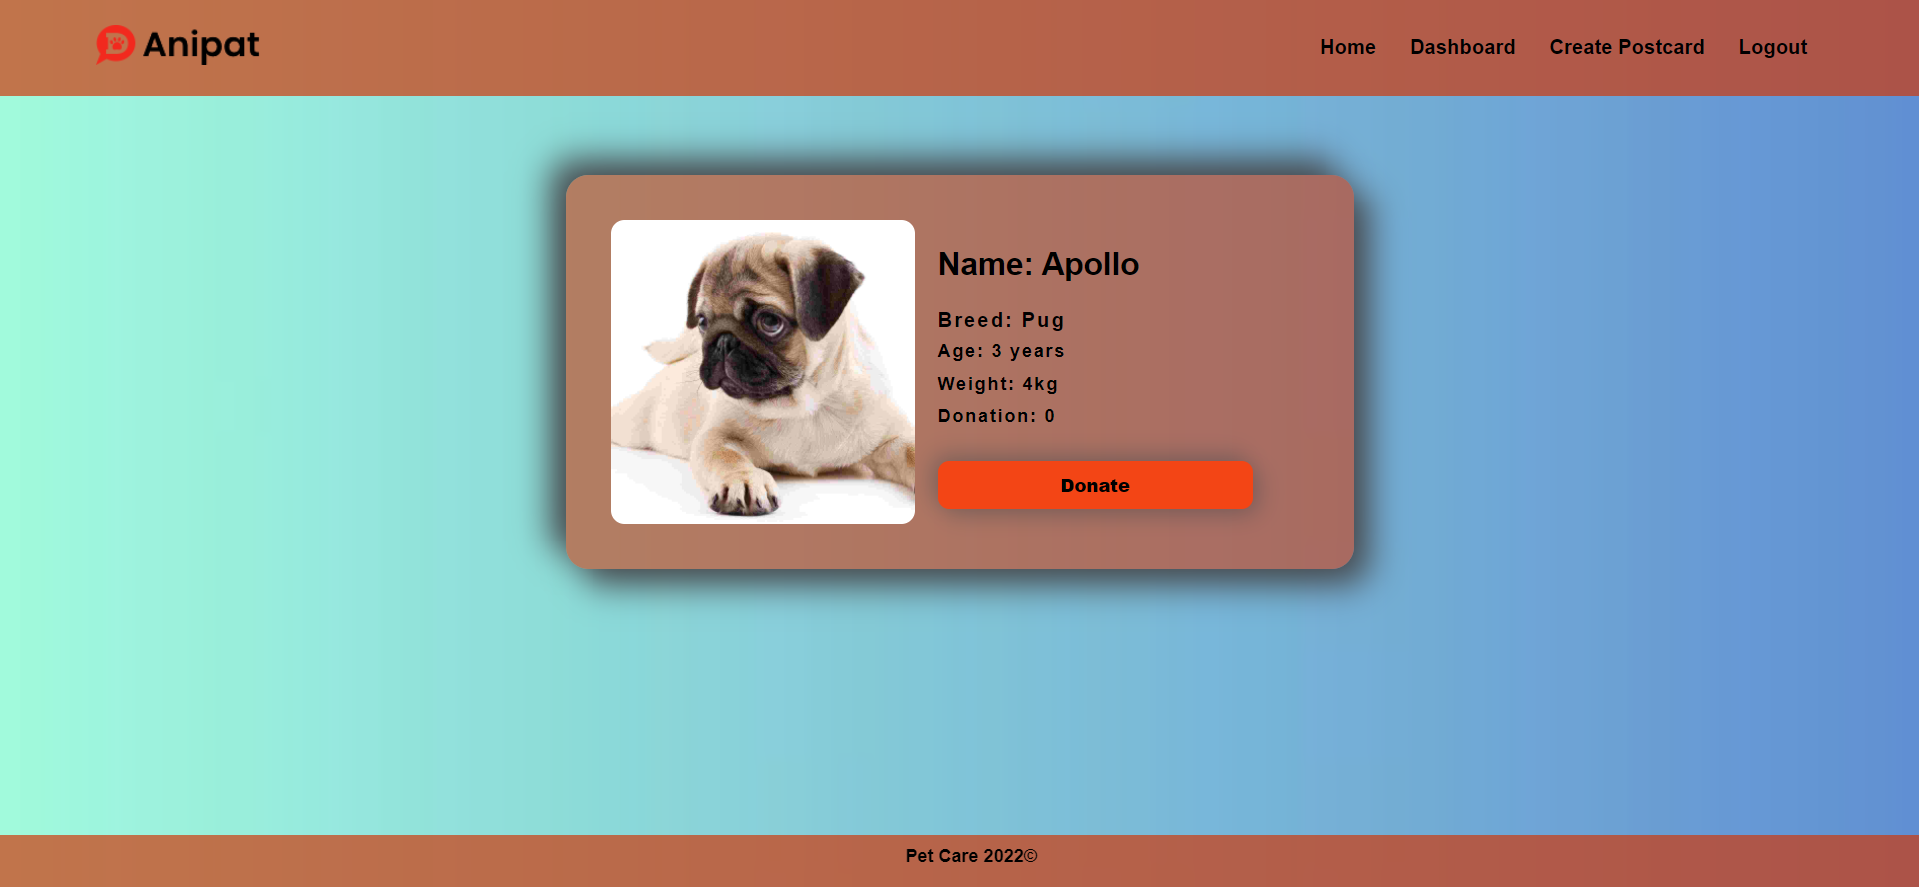 Anipat
Home Dashboard Create Postcard Logout
Name: Apollo
Breed: Pug
Age: 3 years
Weight: 4kg
Donation: 0
Donate
Pet Care 2022©